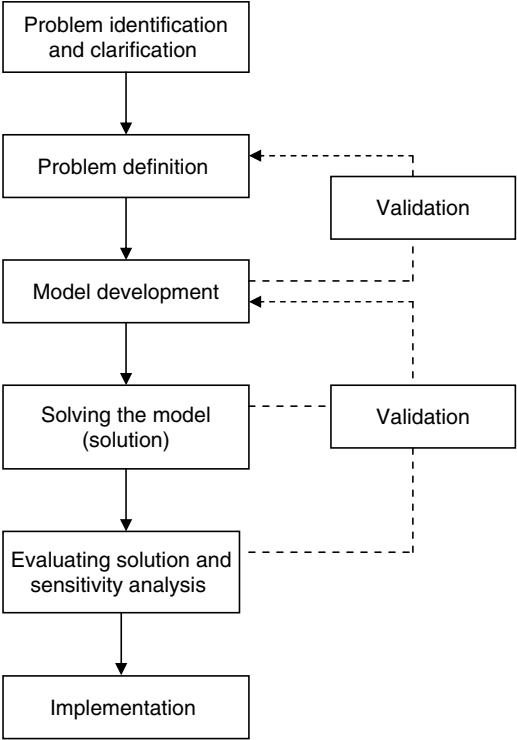 Problem identification
and clarification
Problem definition
Validation
Model development
Solving the model
(solution)
Validation
Evaluating solution and
sensitivity analysis
Implementation